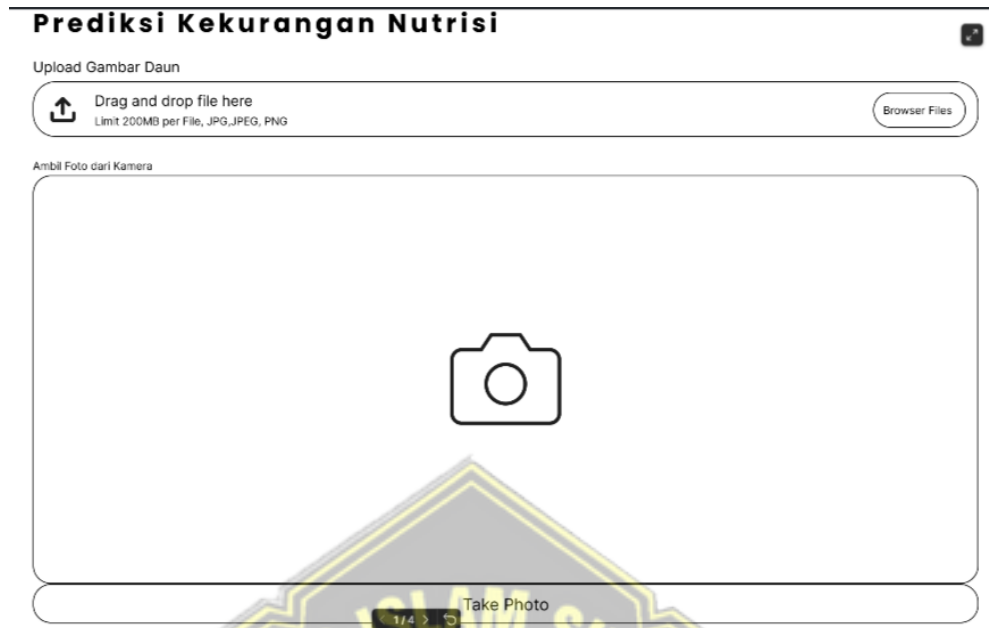 Prediksi Kekurangan Nutrisi
Upload Gambar Daun
Drag and drop file here
Limit 200MB per File, JPG,JPEG, PNG
Browser Files
Ambil Foto dari Kamera
Take Photo
1/4
ISLAM